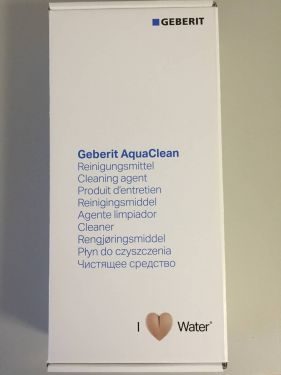 GEBERIT
Geberit AquaClean
Reinigungsmittel
Cleaning agent
Produit d'entretien
Reinigingsmiddel
Agente limpiador
Cleaner
Rengjøringsmiddel
Płyn do czyszczenia
Чистящее средство
I Water